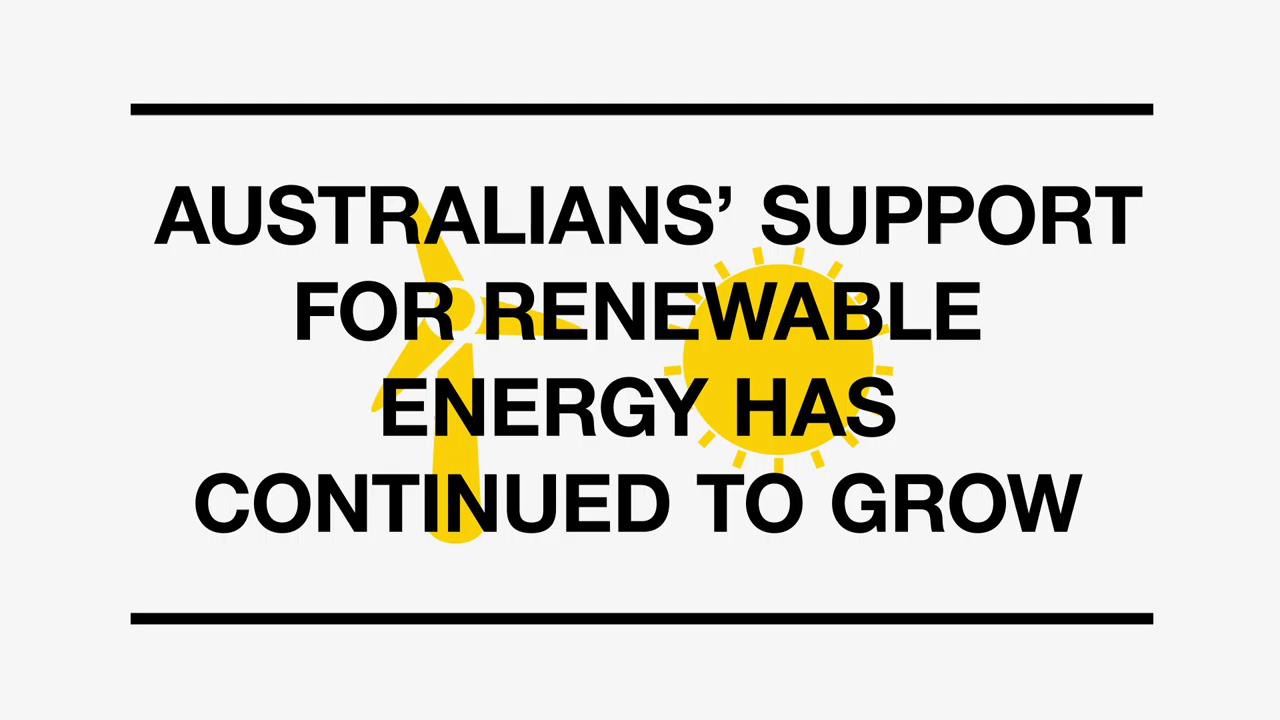 AUSTRALIANS’ SUPPORT
FOR RENEWABLE
ENERGY HAS
CONTINUED TO GROW